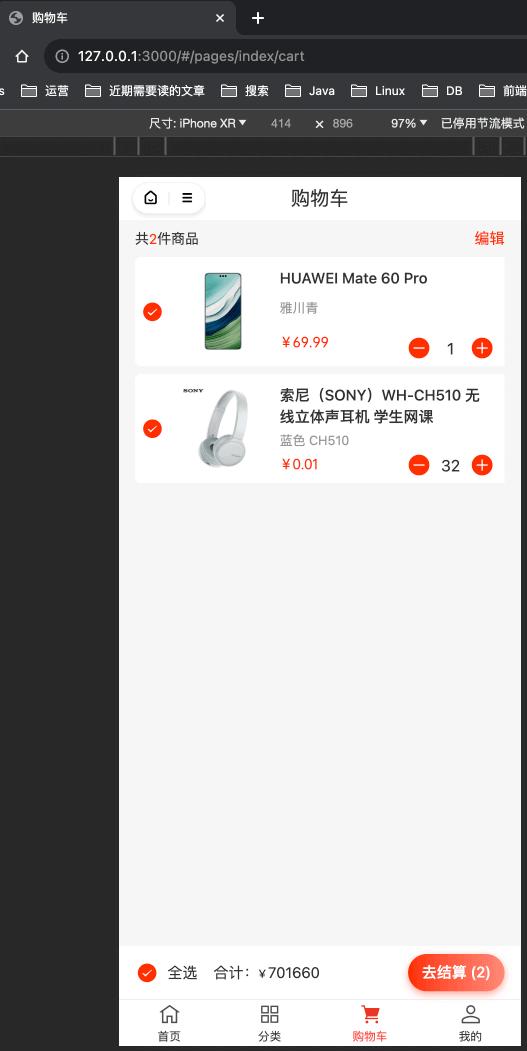 购物车
127.0.0.1:3000/#/pages/index/cart
s 运营 近期需要读的文章 搜索 Java Linux DB 前端
尺寸: iPhone XR 414 × 896 97% 已停用节流模式
购物车
共2件商品 编辑
HUAWEI Mate 60 Pro
雅川青
¥69.99
1
SONY
索尼（SONY）WH-CH510 无
线立体声耳机 学生网课
蓝色 CH510
¥0.01
32
全选 合计：¥701660 去结算 (2)
首页 分类 购物车 我的